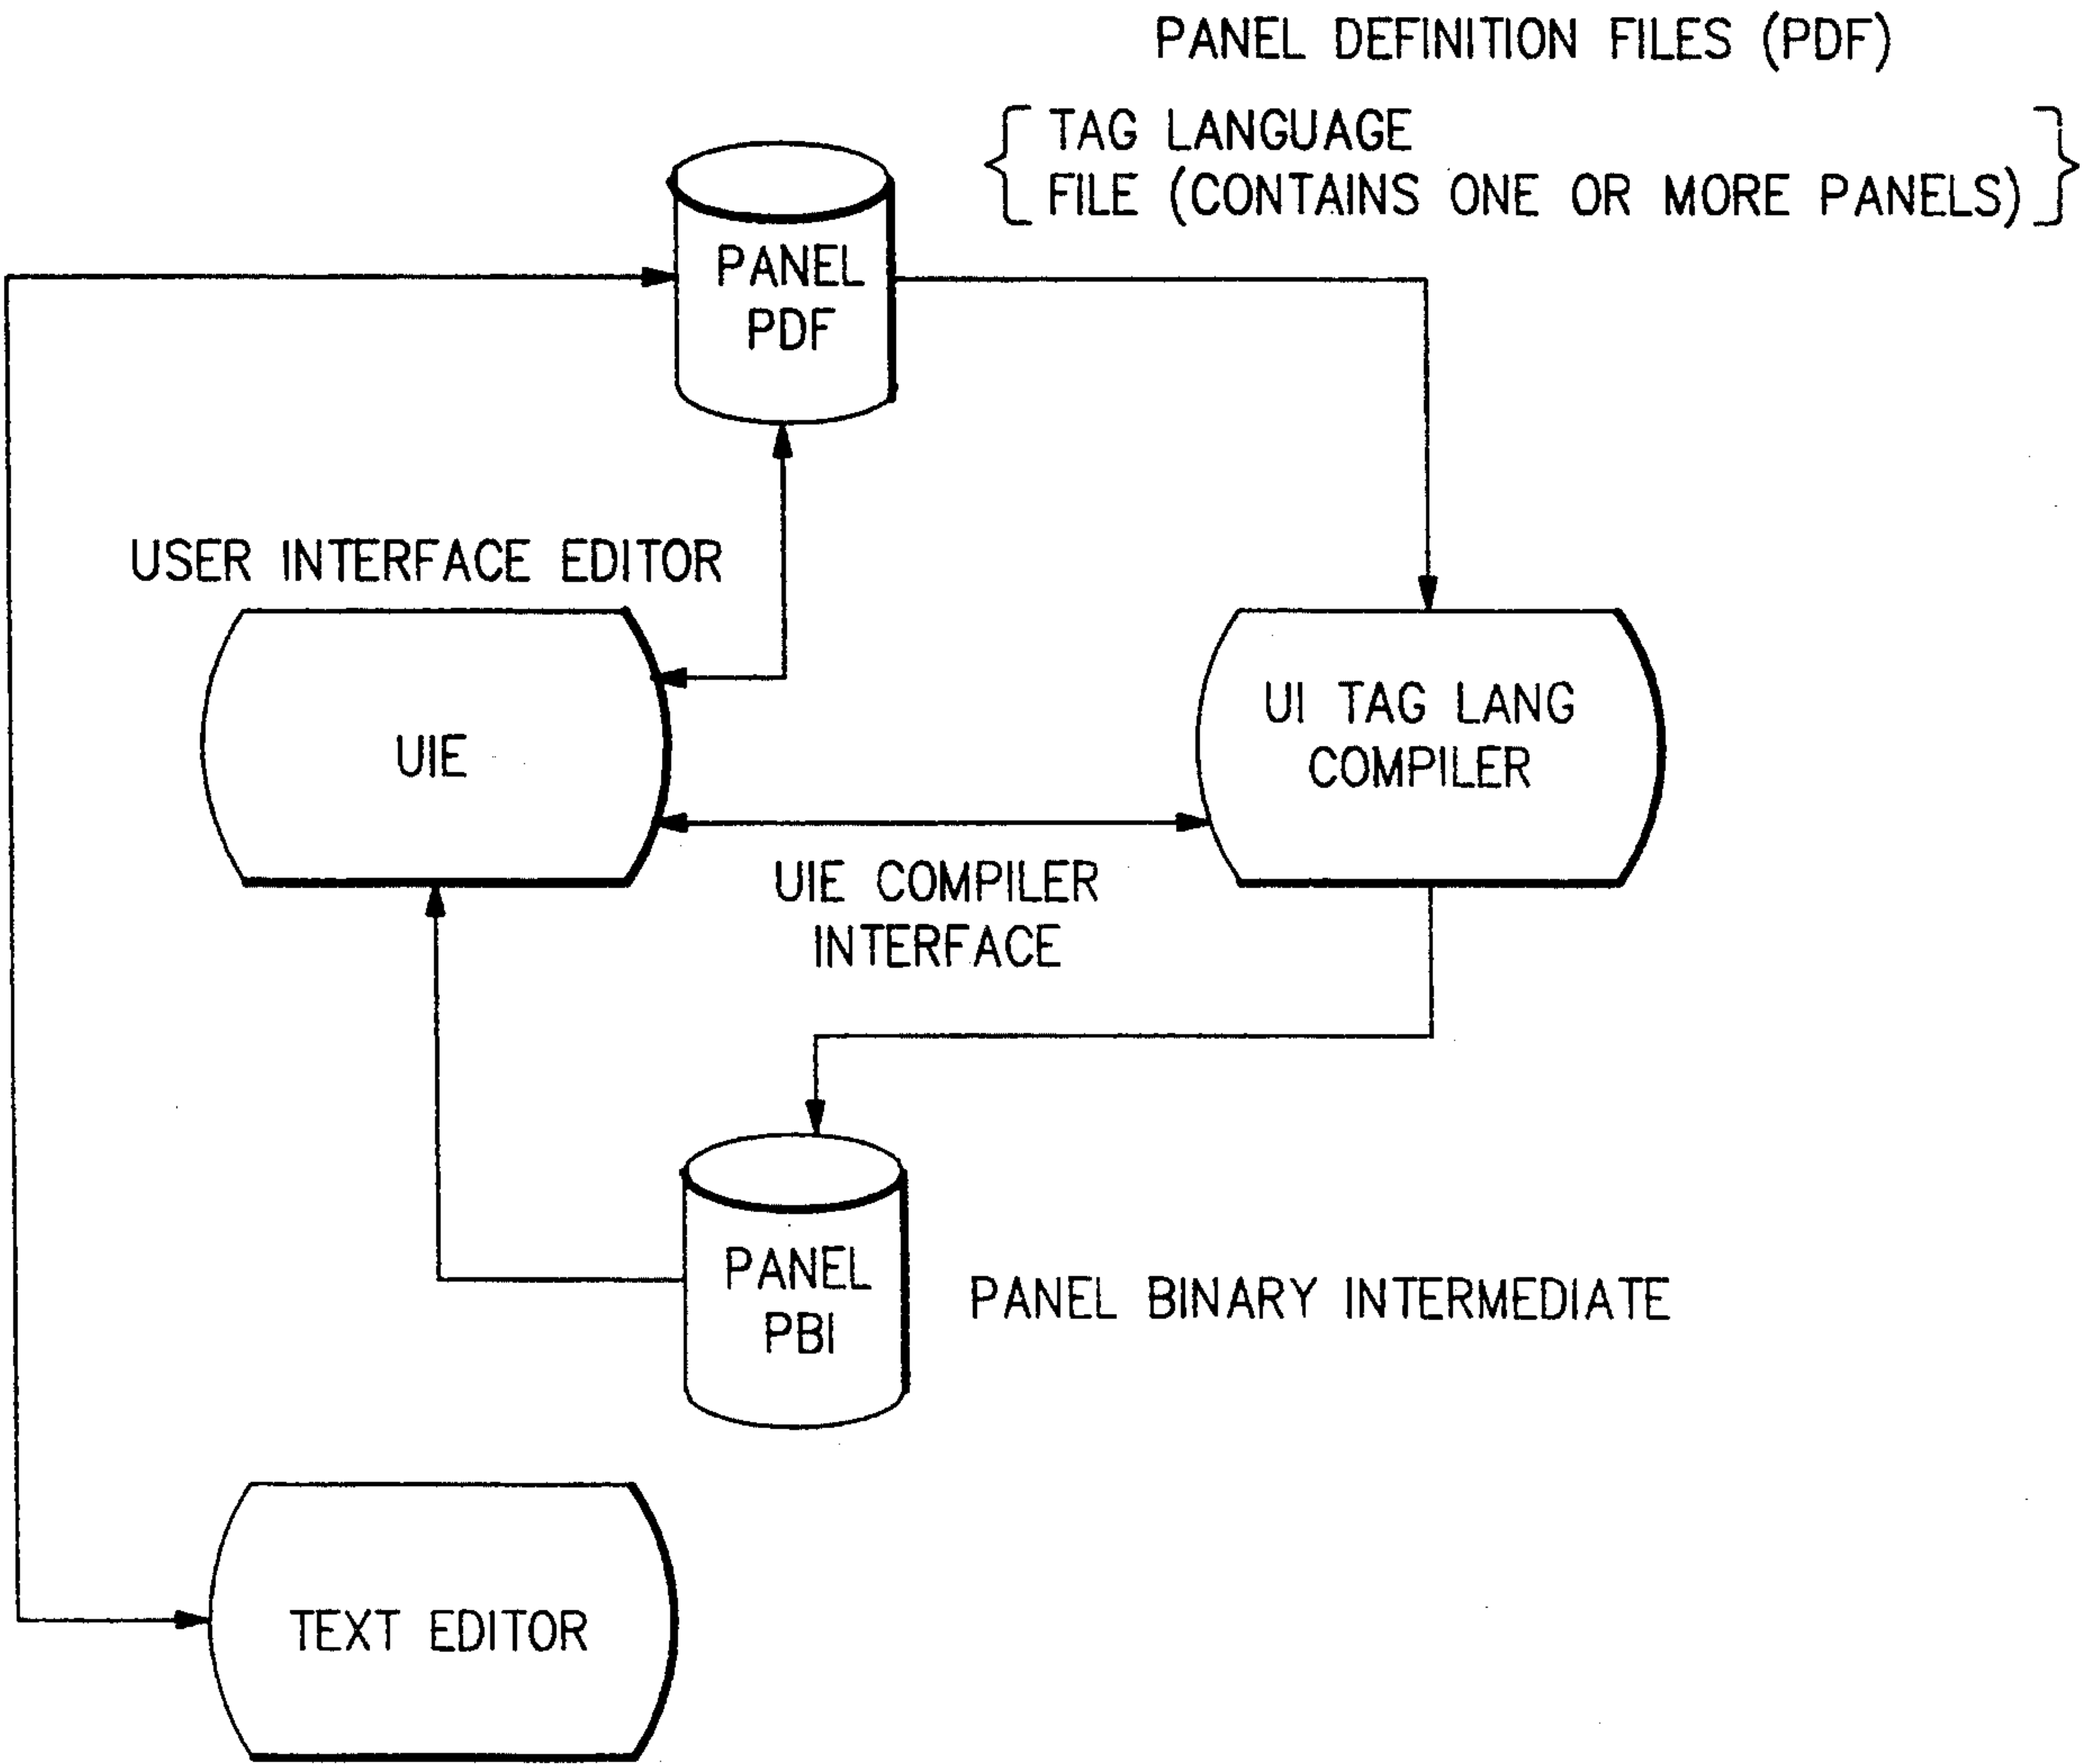 PANEL DEFINITION FILES (PDF)
TAG LANGUAGE
FILE (CONTAINS ONE OR MORE PANELS)
PANEL
PDF
USER INTERFACE EDITOR
UIE
UI TAG LANG
COMPILER
UIE COMPILER
INTERFACE
PANEL
PBI
PANEL BINARY INTERMEDIATE
TEXT EDITOR